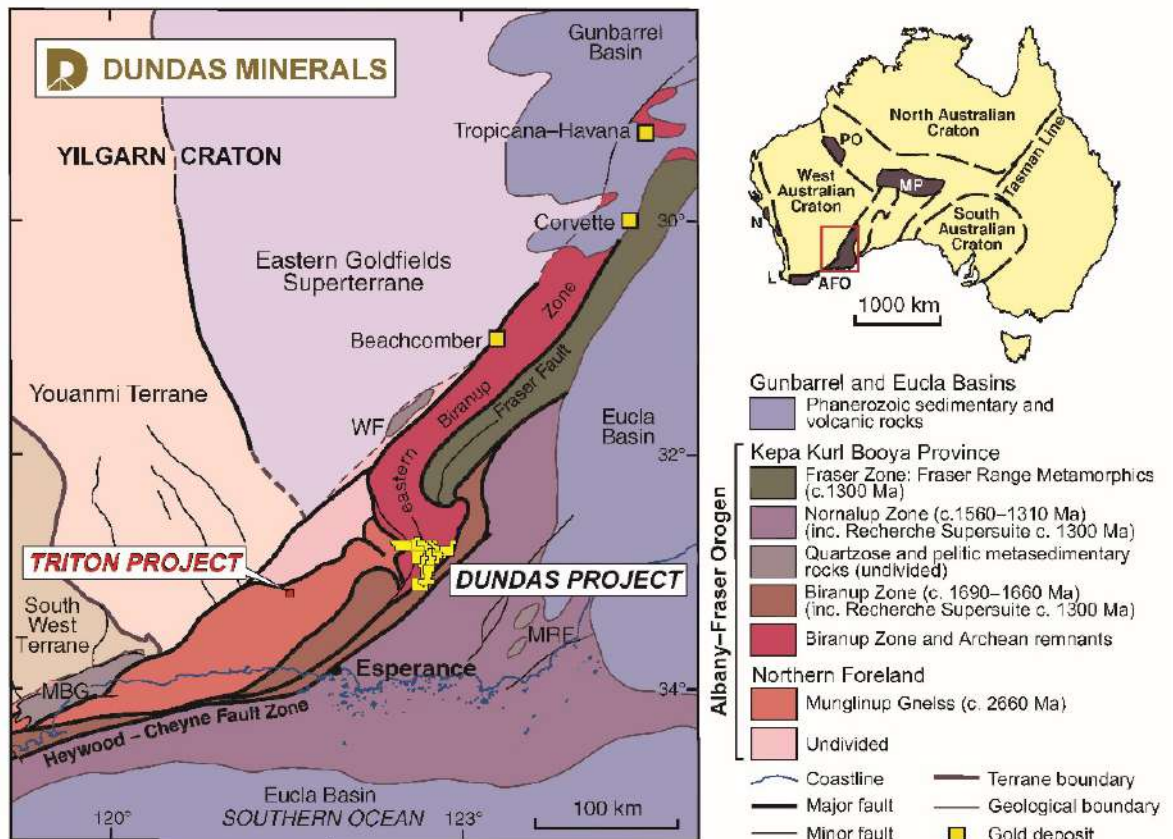 DUNDAS MINERALS
Gunbarrel
Basin
Tropicana–Havana
YILGARN CRATON
Corvette
30°
Eastern Goldfields
Superterrane
Zone
Beachcomber
Biranup
Fraser Fault
Youanmi Terrane
WF
Eucla
Basin
32°
eastern
TRITON PROJECT
DUNDAS PROJECT
South
West
Terrane
MRF
MBG
Esperance
34°
Heywood – Cheyne Fault Zone
Eucla Basin
SOUTHERN OCEAN
120°
123°
100 km
North Australian
Craton
PO
Tasman Line
West
Australian
Craton
MP
N
South
Australian
Craton
L
AFO
1000 km
Gunbarrel and Eucla Basins
Phanerozoic sedimentary and
volcanic rocks
Albany–Fraser Orogen
Kepa Kurl Booya Province
Fraser Zone: Fraser Range Metamorphics
(c.1300 Ma)
Nornalup Zone (c.1560–1310 Ma)
(inc. Recherche Supersuite c. 1300 Ma)
Quartzose and pelitic metasedimentary
rocks (undivided)
Biranup Zone (c. 1690–1660 Ma)
(inc. Recherche Supersuite c. 1300 Ma)
Biranup Zone and Archean remnants
Northern Foreland
Munglinup Gneiss (c. 2660 Ma)
Undivided
Coastline
Terrane boundary
Major fault
Geological boundary
Minor fault
Gold deposit